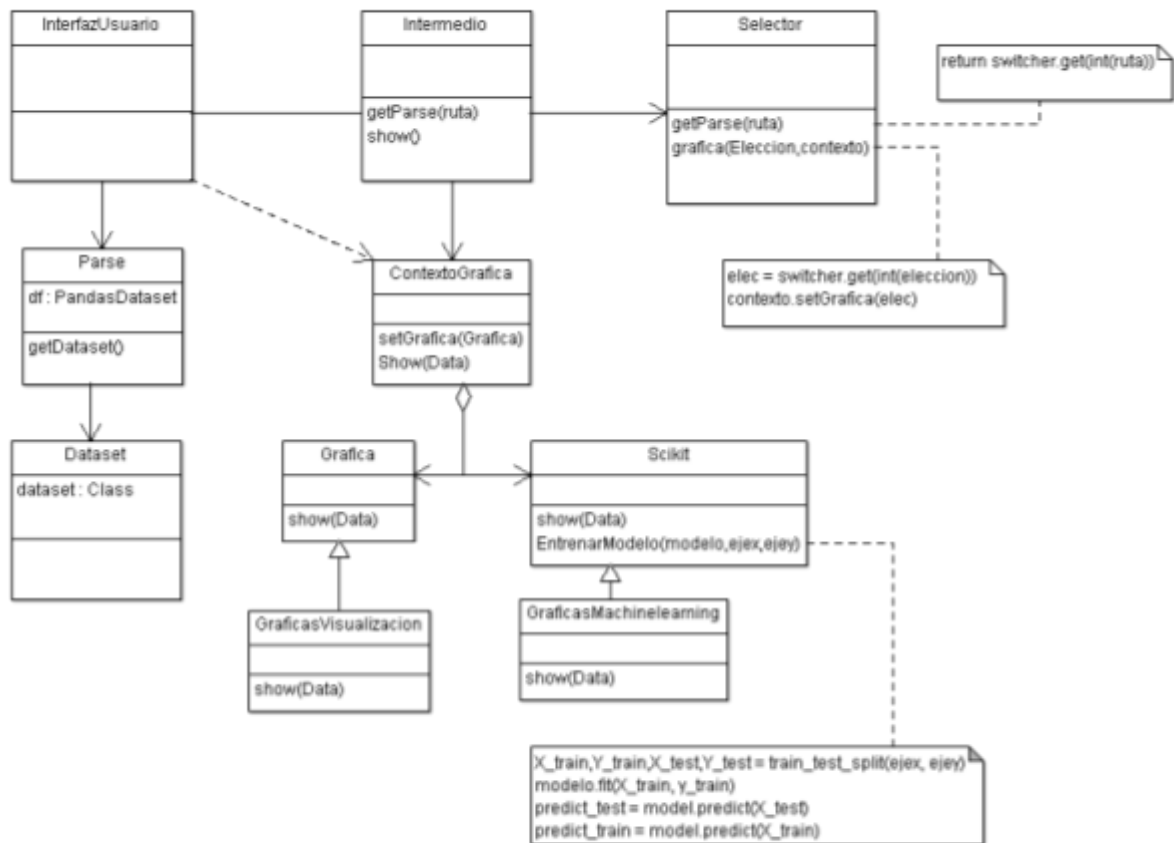 InterfazUsuario
Intermedio
getParse(ruta)
show()
Selector
getParse(ruta)
grafica(Eleccion,contexto)
return switcher.get(int(ruta))
Parse
df : PandasDataset
getDataset()
ContextoGrafica
setGrafica(Grafica)
Show(Data)
elec = switcher.get(int(eleccion))
contexto.setGrafica(elec)
Dataset
dataset : Class
Grafica
show(Data)
Scikit
show(Data)
EntrenarModelo(modelo,ejex,ejey)
GraficasVisualizacion
show(Data)
GraficasMachinelearning
show(Data)
X_train,Y_train,X_test,Y_test = train_test_split(ejex, ejey)
modelo.fit(X_train, y_train)
predict_test = model.predict(X_test)
predict_train = model.predict(X_train)